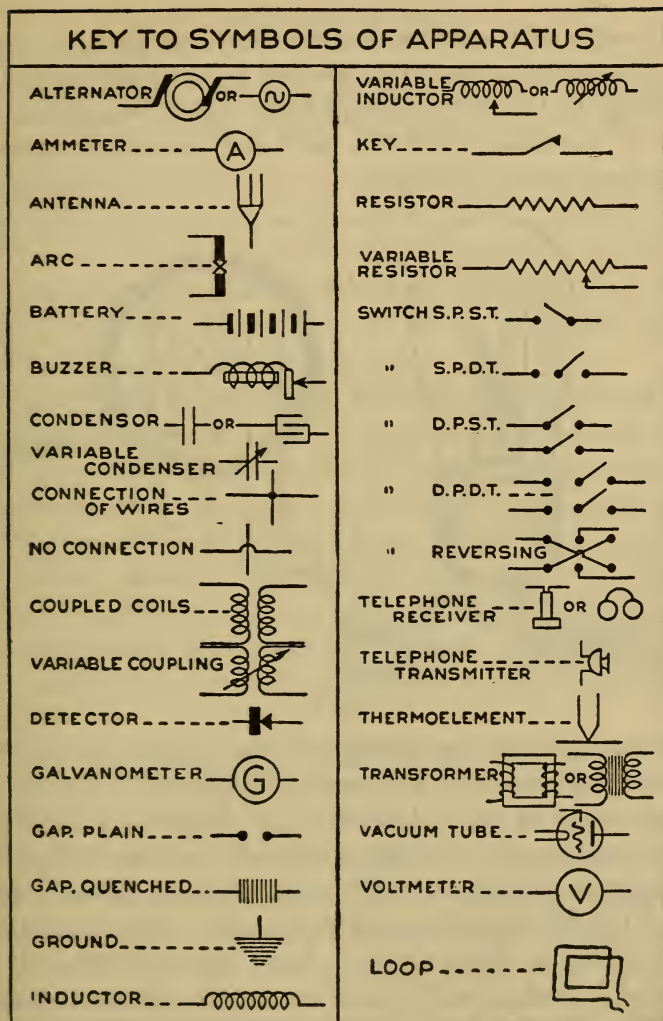 KEY TO SYMBOLS OF APPARATUS
ALTERNATOR OR
AMMETER A
ANTENNA
ARC
BATTERY
BUZZER
CONDENSOR OR
VARIABLE
CONDENSER
CONNECTION
OF WIRES
NO CONNECTION
COUPLED COILS
VARIABLE COUPLING
DETECTOR
GALVANOMETER G
GAP. PLAIN
GAP. QUENCHED
GROUND
INDUCTOR
VARIABLE
INDUCTOR OR
KEY
RESISTOR
VARIABLE
RESISTOR
SWITCH S.P.S.T.
" S.P.D.T.
" D.P.S.T.
" D.P.D.T.
" REVERSING
TELEPHONE
RECEIVER OR
TELEPHONE
TRANSMITTER
THERMOELEMENT
TRANSFORMER OR
VACUUM TUBE
VOLTMETER V
LOOP